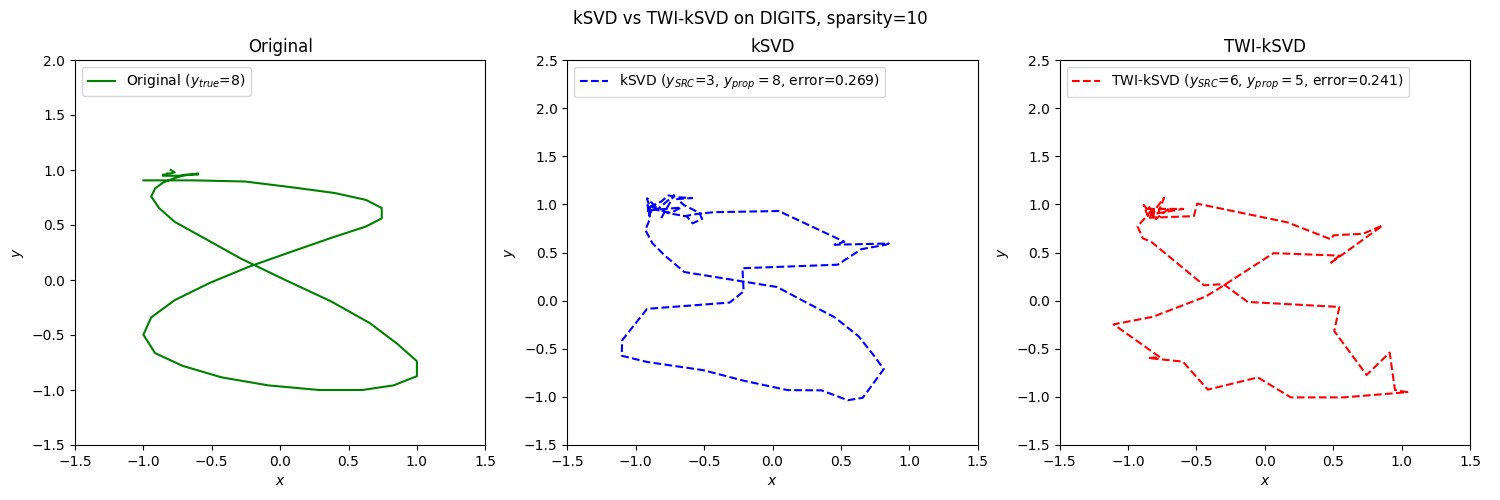 kSVD vs TWI-kSVD on DIGITS, sparsity=10
Original
Original (y_true=8)
2.0
1.5
1.0
0.5
0.0
−0.5
−1.0
−1.5
y
−1.5 −1.0 −0.5 0.0 0.5 1.0 1.5
x
kSVD
kSVD (y_SRC=3, y_prop = 8, error=0.269)
2.5
2.0
1.5
1.0
0.5
0.0
−0.5
−1.0
−1.5
y
−1.5 −1.0 −0.5 0.0 0.5 1.0 1.5
x
TWI-kSVD
TWI-kSVD (y_SRC=6, y_prop = 5, error=0.241)
2.5
2.0
1.5
1.0
0.5
0.0
−0.5
−1.0
−1.5
y
−1.5 −1.0 −0.5 0.0 0.5 1.0 1.5
x